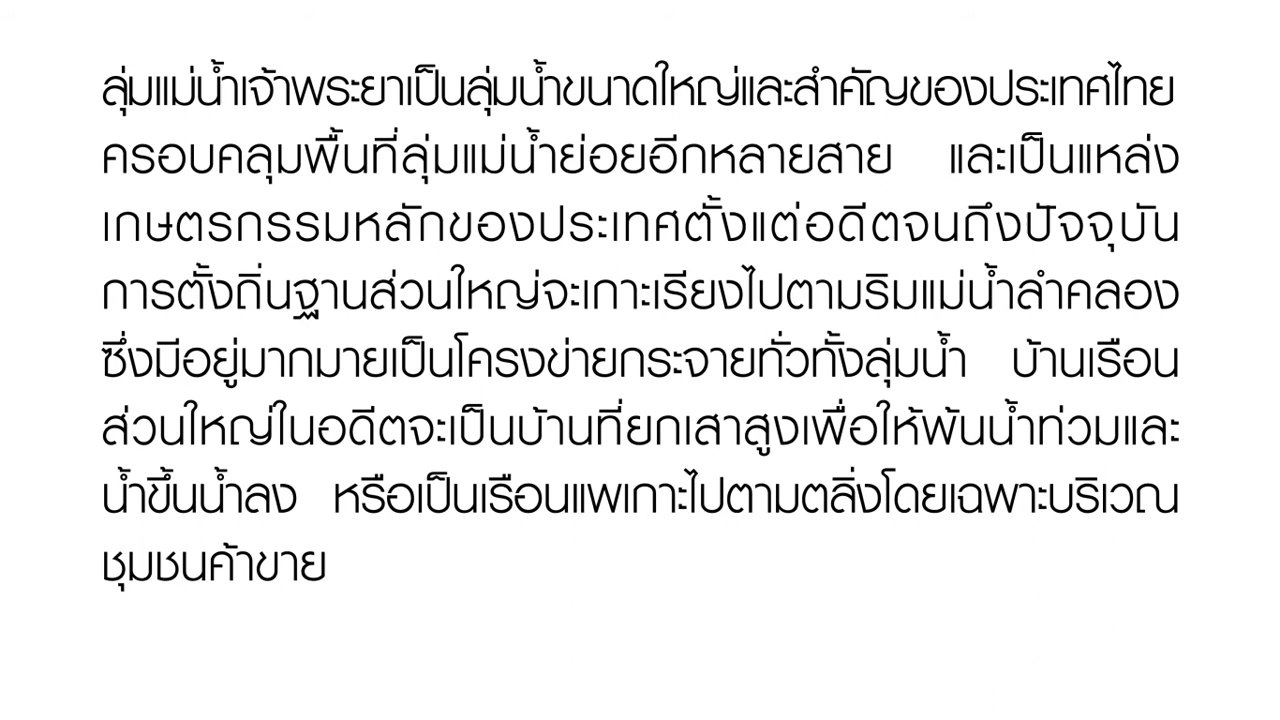 ลุ่มแม่น้ำเจ้าพระยาเป็นลุ่มน้ำขนาดใหญ่และสำคัญของประเทศไทย
ครอบคลุมพื้นที่ลุ่มแม่น้ำย่อยอีกหลายสาย และเป็นแหล่ง
เกษตรกรรมหลักของประเทศตั้งแต่อดีตจนถึงปัจจุบัน
การตั้งถิ่นฐานส่วนใหญ่จะเกาะเรียงไปตามริมแม่น้ำลำคลอง
ซึ่งมีอยู่มากมายเป็นโครงข่ายกระจายทั่วทั้งลุ่มน้ำ บ้านเรือน
ส่วนใหญ่ในอดีตจะเป็นบ้านที่ยกเสาสูงเพื่อให้พ้นน้ำท่วมและ
น้ำขึ้นน้ำลง หรือเป็นเรือนแพเกาะไปตามตลิ่งโดยเฉพาะบริเวณ
ชุมชนค้าขาย